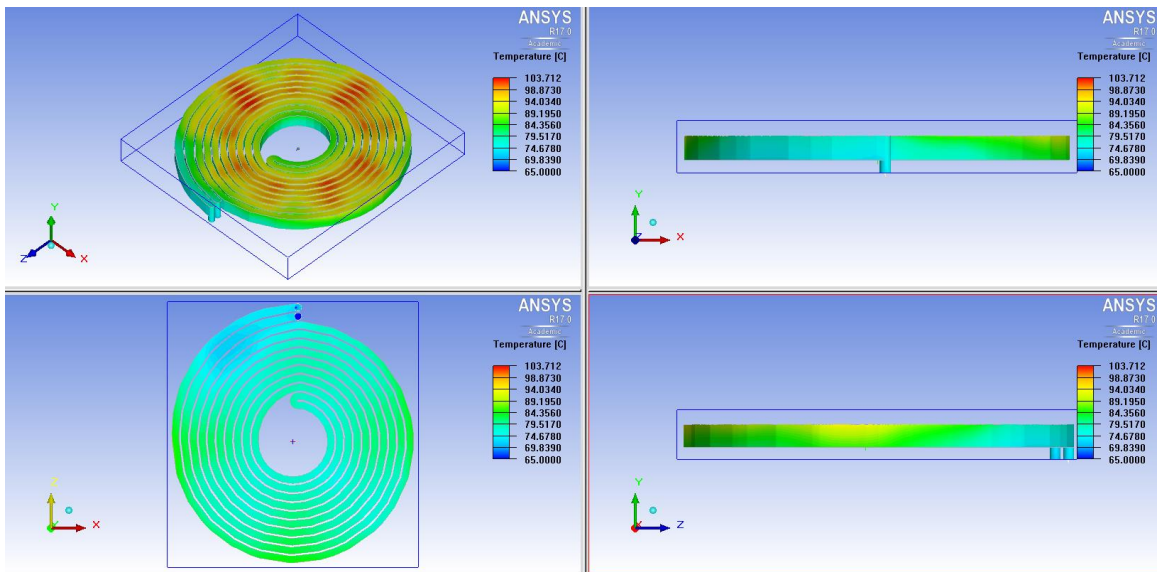 ANSYS
R17.0
Academic
Temperature [C]
103.712
98.8730
94.0340
89.1950
84.3560
79.5170
74.6780
69.8390
65.0000
Y
Z
X
ANSYS
R17.0
Academic
Temperature [C]
103.712
98.8730
94.0340
89.1950
84.3560
79.5170
74.6780
69.8390
65.0000
Y
Z
X
ANSYS
R17.0
Academic
Temperature [C]
103.712
98.8730
94.0340
89.1950
84.3560
79.5170
74.6780
69.8390
65.0000
Z
Y
X
ANSYS
R17.0
Academic
Temperature [C]
103.712
98.8730
94.0340
89.1950
84.3560
79.5170
74.6780
69.8390
65.0000
Y
X
Z